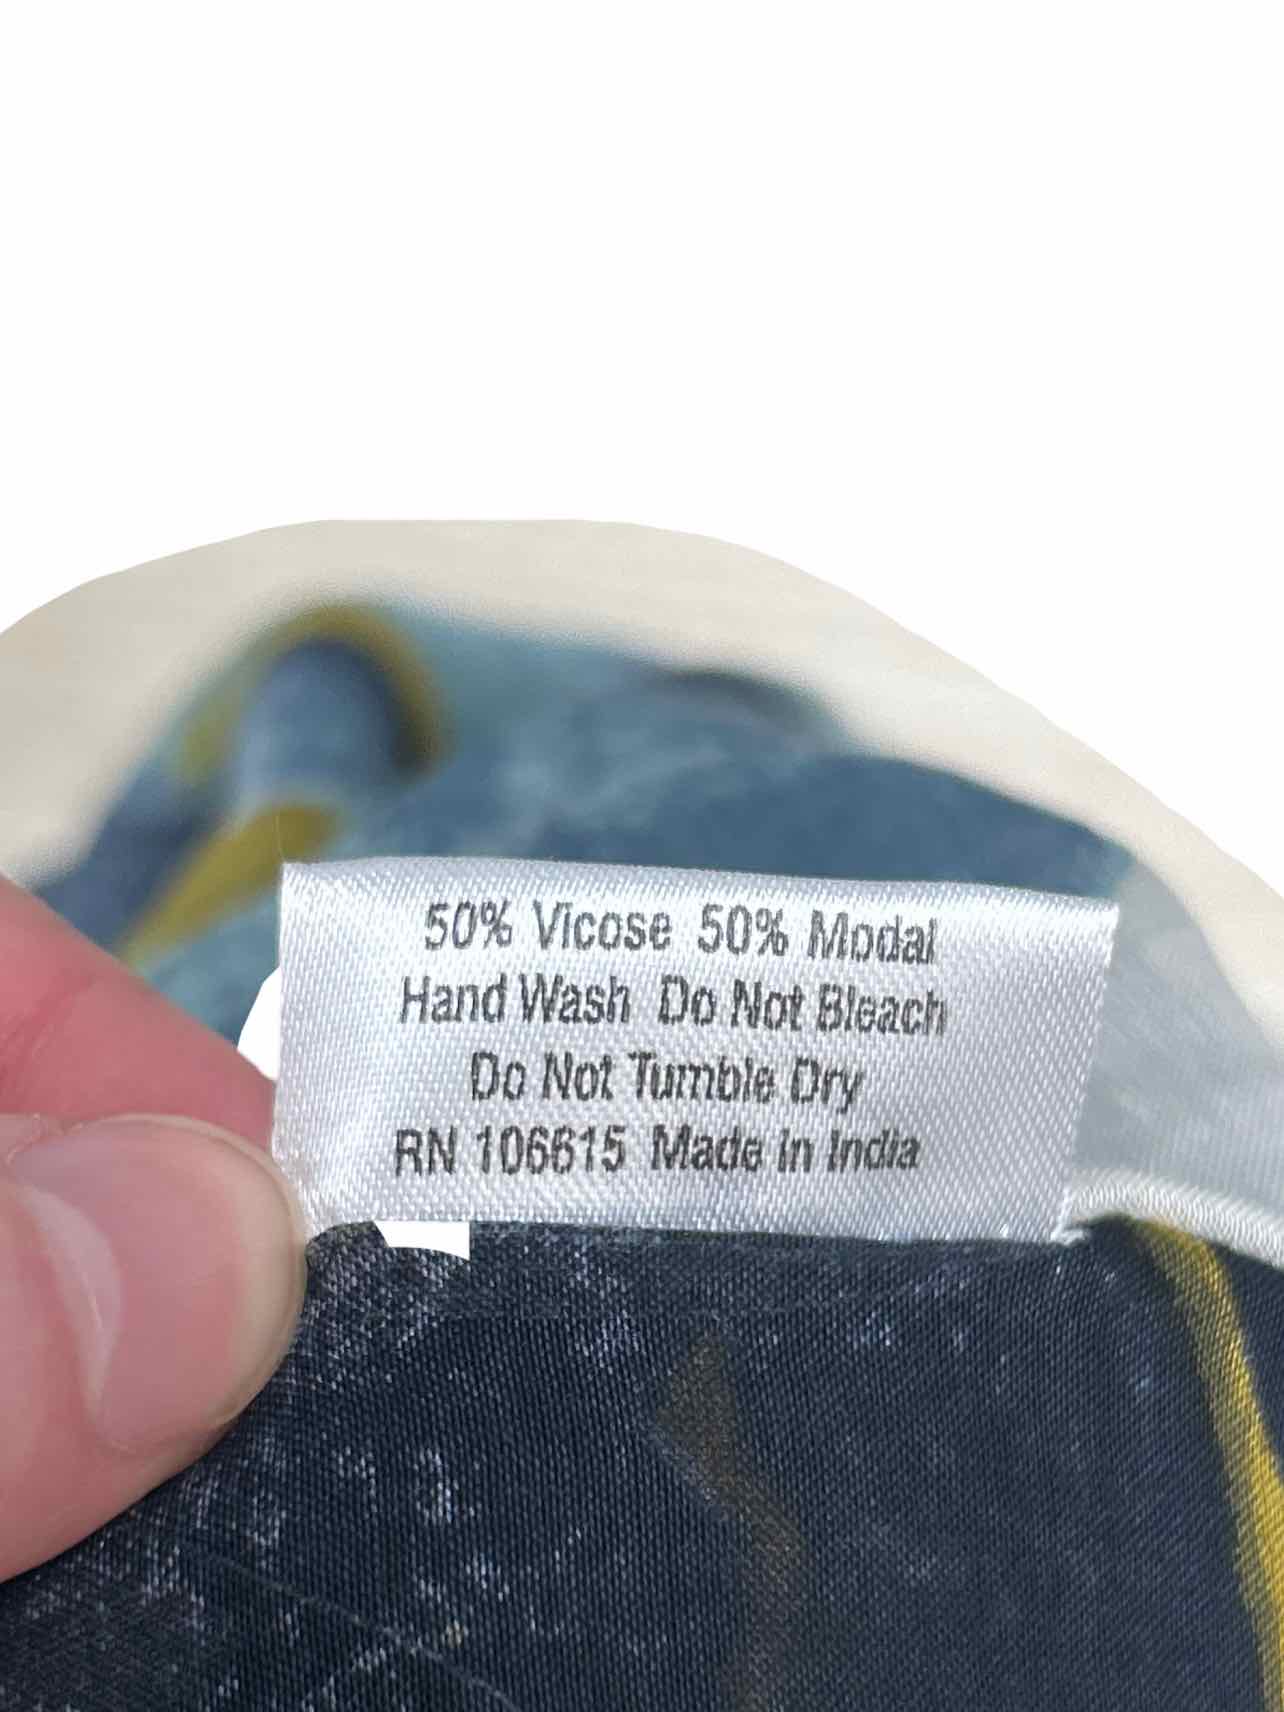 50% Vicose 50% Modal
Hand Wash Do Not Bleach
Do Not Tumble Dry
RN 106615 Made in India